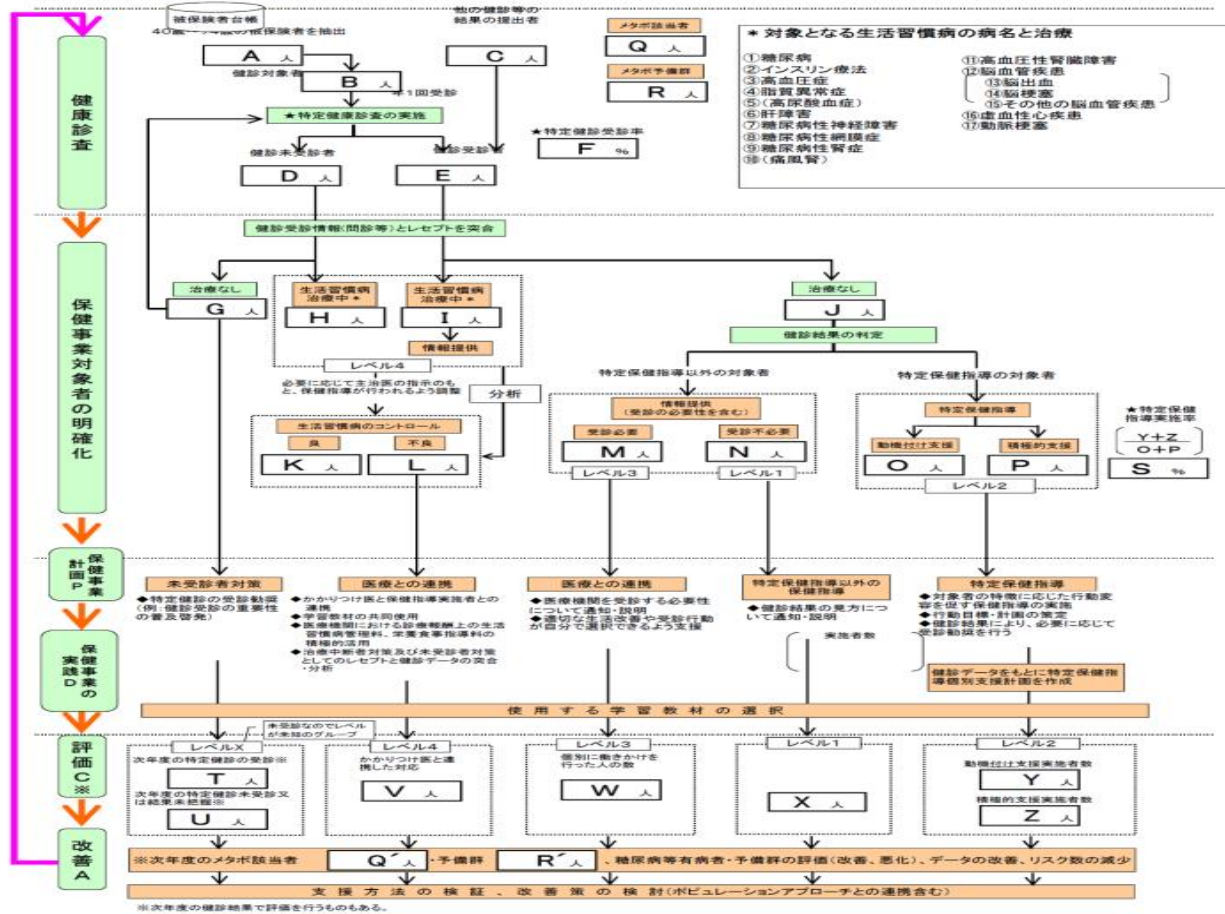 被保険者台帳
40歳～74歳の被保険者を抽出
A 人
健診対象者
B 人
年1回受診
★特定健康診査の実施
他の健診等の
結果の提出者
C 人
メタボ該当者
Q 人
メタボ予備群
R 人
* 対象となる生活習慣病の病名と治療
①糖尿病
②インスリン療法
③高血圧症
④脂質異常症
⑤(高尿酸血症)
⑥肝障害
⑦糖尿病性神経障害
⑧糖尿病性網膜症
⑨糖尿病性腎症
⑩(痛風腎)
⑪高血圧性腎臓障害
⑫脳血管疾患
⑬脳出血
⑭脳梗塞
⑮その他の脳血管疾患
⑯虚血性心疾患
⑰動脈梗塞
健康診査
健診未受診者
D 人
健診受診者
E 人
★特定健診受診率
F %
健診受診情報(問診等)とレセプトを突合
保健事業対象者の明確化
治療なし
G 人
生活習慣病
治療中*
H 人
生活習慣病
治療中*
I 人
情報提供
レベル4
治療なし
J 人
健診結果の判定
必要に応じて主治医の指示のも
と、保健指導が行われるよう調整
分析
生活習慣病のコントロール
良
不良
K 人
L 人
特定保健指導以外の対象者
情報提供
(受診の必要性を含む)
受診必要
受診不必要
M 人
N 人
レベル3
レベル1
特定保健指導の対象者
特定保健指導
動機付け支援
積極的支援
O 人
P 人
レベル2
★特定保健
指導実施率
Y+Z
O+P
S %
保健事業
計画P
未受診者対策
◆特定健診の受診勧奨
(例:健診受診の重要性
の普及啓発)
医療との連携
◆かかりつけ医と保健指導実施者との
連携
◆学習教材の共同使用
◆医療機関における診療報酬上の生活
習慣病管理料、栄養食事指導料の
積極的活用
◆治療中断者対策及び未受診者対策
としてのレセプトと健診データの突合
・分析
医療との連携
◆医療機関を受診する必要性
について通知・説明
◆適切な生活改善や受診行動
が自分で選択できるよう支援
特定保健指導以外の
保健指導
◆健診結果の見方につ
いて通知・説明
実施者数
特定保健指導
◆対象者の特徴に応じた行動変
容を促す保健指導の実施
◆行動目標・計画の策定
◆健診結果により、必要に応じて
受診勧奨を行う
健診データをもとに特定保健指
導個別支援計画を作成
保健事業の
実践D
使用する学習教材の選択
評価C※
未受診なのでレベル
が未知のグループ
レベルX
次年度の特定健診の受診※
T 人
次年度の特定健診未受診又
は結果未把握※
U 人
レベル4
かかりつけ医と連
携した対応
V 人
レベル3
個別に働きかけを
行った人の数
W 人
レベル1
X 人
レベル2
動機付け支援実施者数
Y 人
積極的支援実施者数
Z 人
改善A
※次年度のメタボ該当者 Q´ 人 ・予備群 R´ 人 、糖尿病等有病者・予備群の評価(改善、悪化)、データの改善、リスク数の減少
支援方法の検証、改善策の検討(ポピュレーションアプローチとの連携含む)
※次年度の健診結果で評価を行うものもある。